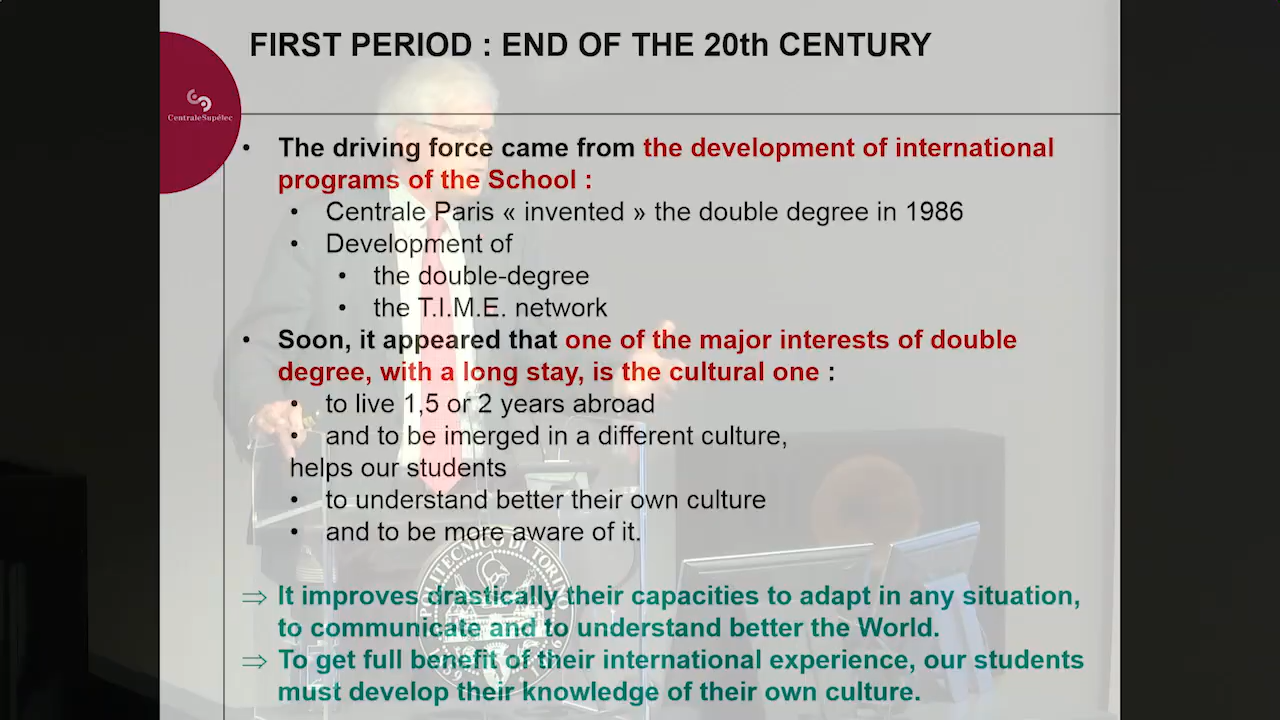 FIRST PERIOD : END OF THE 20th CENTURY
CentraleSupélec
• The driving force came from the development of international
programs of the School :
• Centrale Paris « invented » the double degree in 1986
• Development of
• the double-degree
• the T.I.M.E. network
• Soon, it appeared that one of the major interests of double
degree, with a long stay, is the cultural one :
• to live 1,5 or 2 years abroad
• and to be imerged in a different culture,
helps our students
• to understand better their own culture
• and to be more aware of it.
POLITECNICO DI TORINO
⇒ It improves drastically their capacities to adapt in any situation,
to communicate and to understand better the World.
⇒ To get full benefit of their international experience, our students
must develop their knowledge of their own culture.